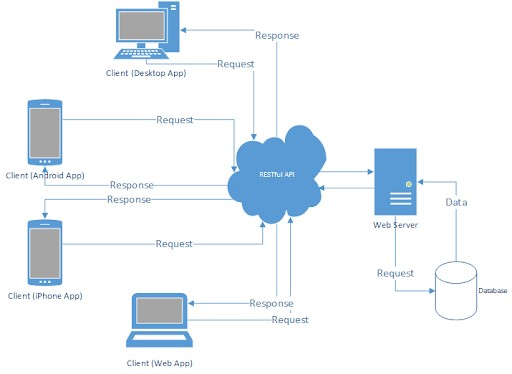 Response
Request
Client (Desktop App)
Request
RESTful API
Client (Android App)
Response
Response
Data
Web Server
Request
Request
Client (iPhone App)
Database
Response
Request
Client (Web App)